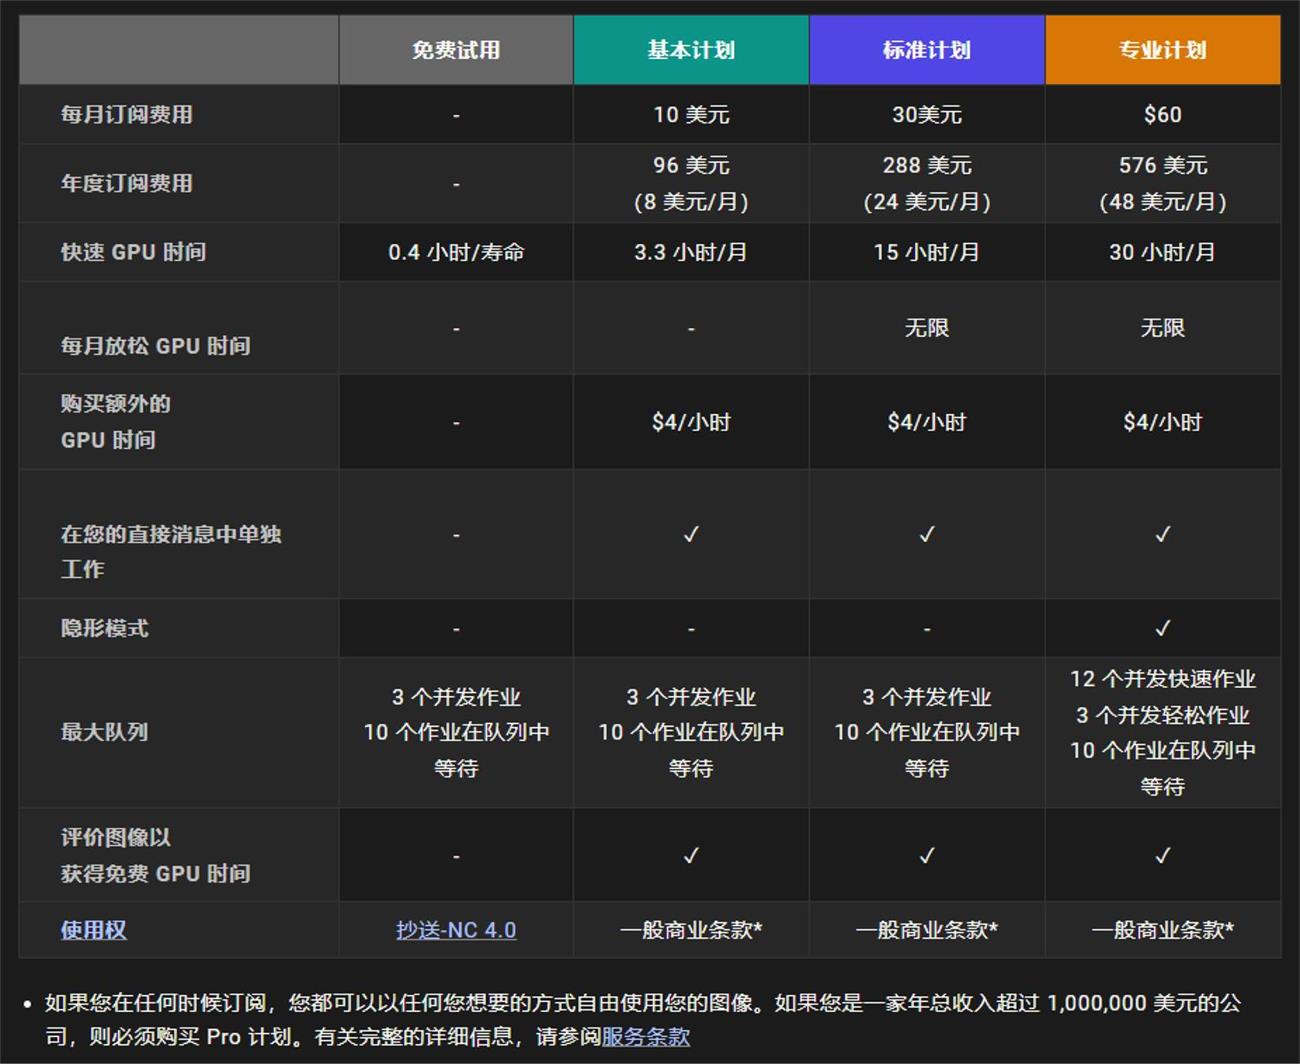 免费试用 基本计划 标准计划 专业计划
每月订阅费用 - 10 美元 30美元 $60
年度订阅费用 - 96 美元 (8 美元/月) 288 美元 (24 美元/月) 576 美元 (48 美元/月)
快速 GPU 时间 0.4 小时/寿命 3.3 小时/月 15 小时/月 30 小时/月
每月放松 GPU 时间 - - 无限 无限
购买额外的
GPU 时间 - $4/小时 $4/小时 $4/小时
在您的直接消息中单独
工作 - ✓ ✓ ✓
隐形模式 - - - ✓
最大队列
3 个并发作业
10 个作业在队列中
等待
3 个并发作业
10 个作业在队列中
等待
3 个并发作业
10 个作业在队列中
等待
12 个并发快速作业
3 个并发轻松作业
10 个作业在队列中
等待
评价图像以
获得免费 GPU 时间 - ✓ ✓ ✓
使用权 抄送-NC 4.0 一般商业条款* 一般商业条款* 一般商业条款*
• 如果您在任何时候订阅，您都可以以任何您想要的方式自由使用您的图像。如果您是一家年总收入超过 1,000,000 美元的公
司，则必须购买 Pro 计划。有关完整的详细信息，请参阅服务条款